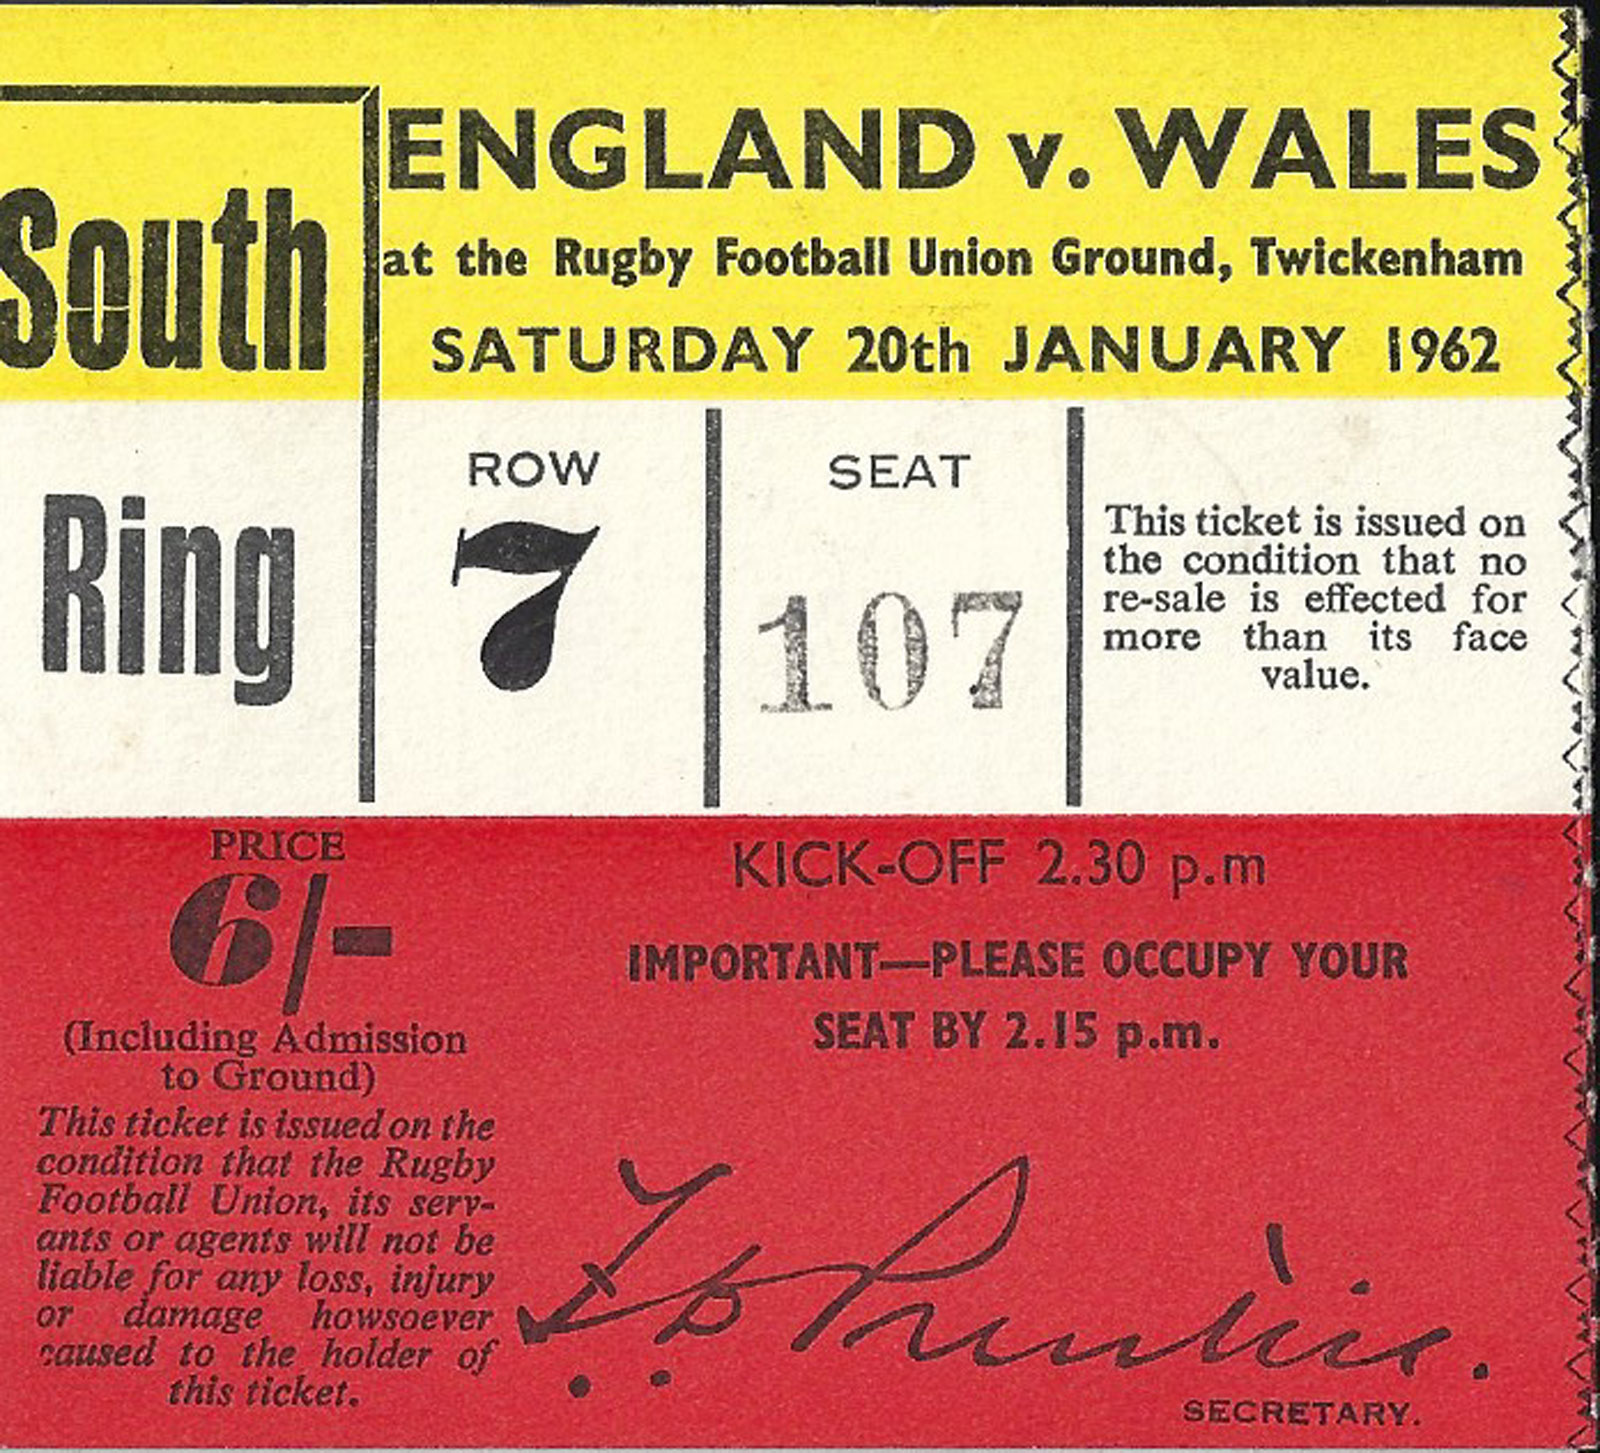 South
ENGLAND v. WALES
at the Rugby Football Union Ground, Twickenham
SATURDAY 20th JANUARY 1962
Ring
ROW
7
SEAT
107
This ticket is issued on
the condition that no
re-sale is effected for
more than its face
value.
PRICE
6/-
(Including Admission
to Ground)
This ticket is issued on the
condition that the Rugby
Football Union, its serv-
ants or agents will not be
liable for any loss, injury
or damage howsoever
caused to the holder of
this ticket.
KICK-OFF 2.30 p.m
IMPORTANT—PLEASE OCCUPY YOUR
SEAT BY 2.15 p.m.
SECRETARY.